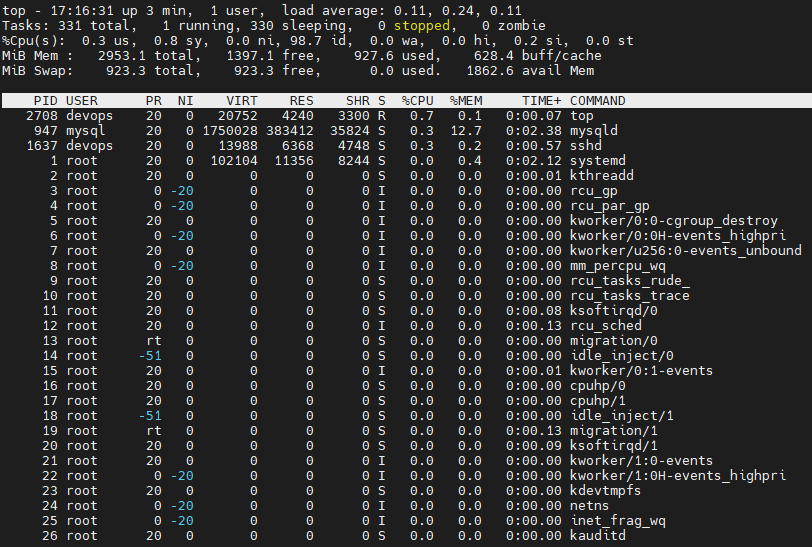 top - 17:16:31 up 3 min,  1 user,  load average: 0.11, 0.24, 0.11
Tasks: 331 total,   1 running, 330 sleeping,   0 stopped,   0 zombie
%Cpu(s):  0.3 us,  0.8 sy,  0.0 ni, 98.7 id,  0.0 wa,  0.0 hi,  0.2 si,  0.0 st
MiB Mem :   2953.1 total,   1397.1 free,    927.6 used,    628.4 buff/cache
MiB Swap:    923.3 total,    923.3 free,      0.0 used.   1862.6 avail Mem
PID USER      PR  NI    VIRT    RES    SHR S  %CPU  %MEM     TIME+ COMMAND
2708 devops    20   0   20752   4240   3300 R   0.7   0.1   0:00.07 top
947 mysql     20   0 1750028 383412  35824 S   0.3  12.7   0:02.38 mysqld
1637 devops    20   0   13988   6368   4748 S   0.3   0.2   0:00.57 sshd
1 root      20   0  102104  11356   8244 S   0.0   0.4   0:02.12 systemd
2 root      20   0       0      0      0 S   0.0   0.0   0:00.01 kthreadd
3 root       0 -20       0      0      0 I   0.0   0.0   0:00.00 rcu_gp
4 root       0 -20       0      0      0 I   0.0   0.0   0:00.00 rcu_par_gp
5 root      20   0       0      0      0 I   0.0   0.0   0:00.00 kworker/0:0-cgroup_destroy
6 root       0 -20       0      0      0 I   0.0   0.0   0:00.00 kworker/0:0H-events_highpri
7 root      20   0       0      0      0 I   0.0   0.0   0:00.00 kworker/u256:0-events_unbound
8 root       0 -20       0      0      0 I   0.0   0.0   0:00.00 mm_percpu_wq
9 root      20   0       0      0      0 S   0.0   0.0   0:00.00 rcu_tasks_rude_
10 root      20   0       0      0      0 S   0.0   0.0   0:00.00 rcu_tasks_trace
11 root      20   0       0      0      0 S   0.0   0.0   0:00.08 ksoftirqd/0
12 root      20   0       0      0      0 I   0.0   0.0   0:00.13 rcu_sched
13 root      rt   0       0      0      0 S   0.0   0.0   0:00.00 migration/0
14 root     -51   0       0      0      0 S   0.0   0.0   0:00.00 idle_inject/0
15 root      20   0       0      0      0 I   0.0   0.0   0:00.01 kworker/0:1-events
16 root      20   0       0      0      0 S   0.0   0.0   0:00.00 cpuhp/0
17 root      20   0       0      0      0 S   0.0   0.0   0:00.00 cpuhp/1
18 root     -51   0       0      0      0 S   0.0   0.0   0:00.00 idle_inject/1
19 root      rt   0       0      0      0 S   0.0   0.0   0:00.13 migration/1
20 root      20   0       0      0      0 S   0.0   0.0   0:00.09 ksoftirqd/1
21 root      20   0       0      0      0 I   0.0   0.0   0:00.00 kworker/1:0-events
22 root       0 -20       0      0      0 I   0.0   0.0   0:00.00 kworker/1:0H-events_highpri
23 root      20   0       0      0      0 S   0.0   0.0   0:00.00 kdevtmpfs
24 root       0 -20       0      0      0 I   0.0   0.0   0:00.00 netns
25 root       0 -20       0      0      0 I   0.0   0.0   0:00.00 inet_frag_wq
26 root      20   0       0      0      0 S   0.0   0.0   0:00.00 kauditd